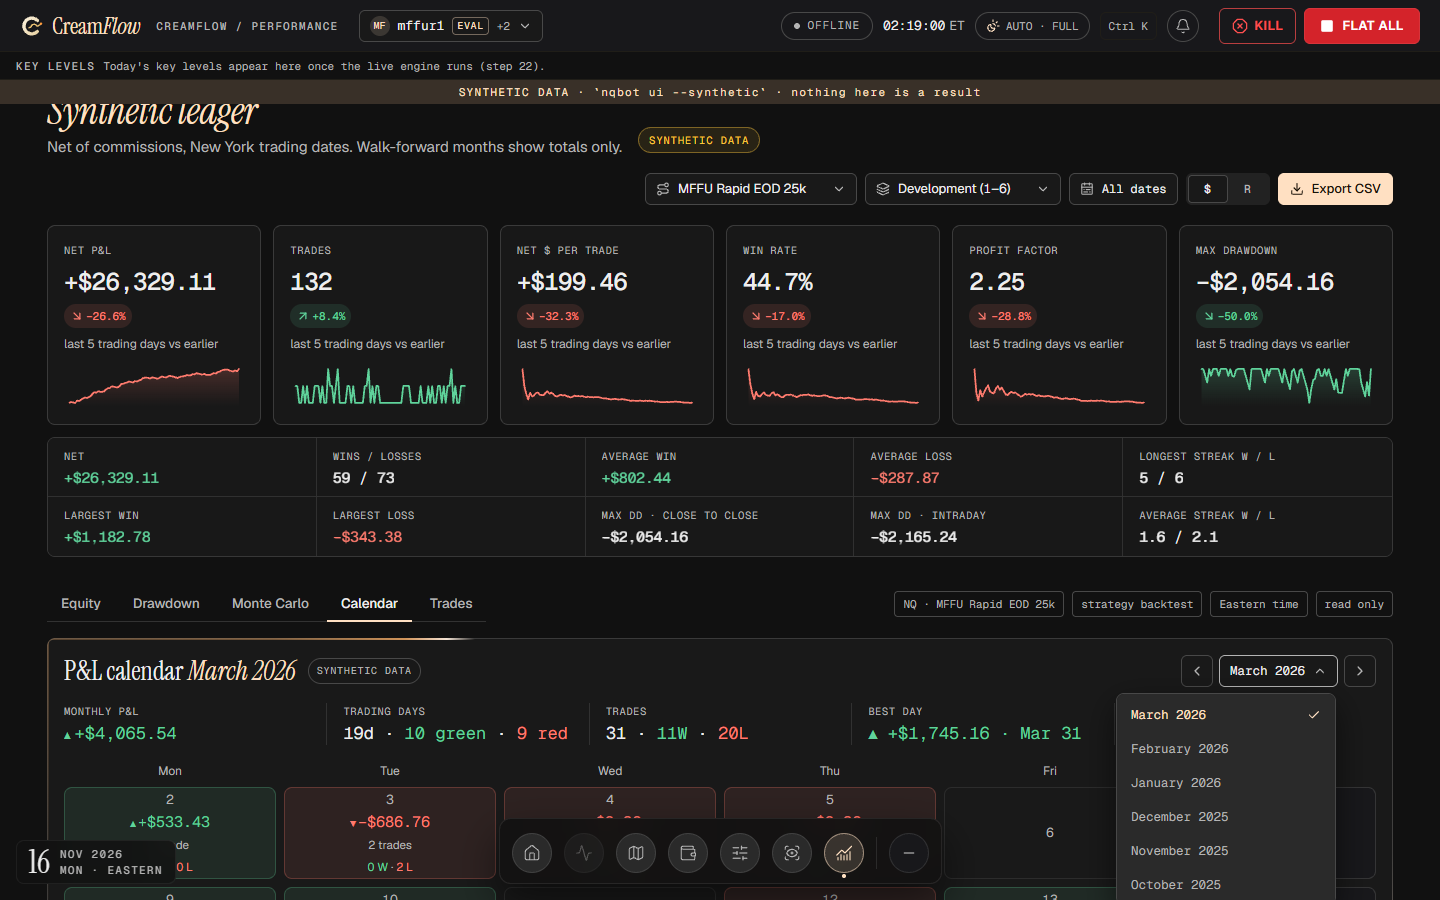 CreamFlow CREAMFLOW / PERFORMANCE MF mffur1 EVAL +2 OFFLINE 02:19:00 ET AUTO · FULL Ctrl K KILL FLAT ALL
KEY LEVELS Today's key levels appear here once the live engine runs (step 22).
SYNTHETIC DATA · `nqbot ui --synthetic` · nothing here is a result
Synthetic ledger
Net of commissions, New York trading dates. Walk-forward months show totals only. SYNTHETIC DATA
MFFU Rapid EOD 25k Development (1–6) All dates $ R Export CSV
NET P&L TRADES NET $ PER TRADE WIN RATE PROFIT FACTOR MAX DRAWDOWN
+$26,329.11 132 +$199.46 44.7% 2.25 −$2,054.16
↘ −26.6% ↗ +8.4% ↘ −32.3% ↘ −17.0% ↘ −28.8% ↘ −50.0%
last 5 trading days vs earlier last 5 trading days vs earlier last 5 trading days vs earlier last 5 trading days vs earlier last 5 trading days vs earlier last 5 trading days vs earlier
NET WINS / LOSSES AVERAGE WIN AVERAGE LOSS LONGEST STREAK W / L
+$26,329.11 59 / 73 +$802.44 −$287.87 5 / 6
LARGEST WIN LARGEST LOSS MAX DD · CLOSE TO CLOSE MAX DD · INTRADAY AVERAGE STREAK W / L
+$1,182.78 −$343.38 −$2,054.16 −$2,165.24 1.6 / 2.1
Equity Drawdown Monte Carlo Calendar Trades NQ · MFFU Rapid EOD 25k strategy backtest Eastern time read only
P&L calendar March 2026 SYNTHETIC DATA March 2026
MONTHLY P&L TRADING DAYS TRADES BEST DAY
▲+$4,065.54 19d · 10 green · 9 red 31 · 11W · 20L ▲ +$1,745.16 · Mar 31
Mon Tue Wed Thu Fri
2 3 4 5 6
▲+$533.43 ▼−$686.76
2 trades
0L 0W·2L
9 10 12 13
March 2026
February 2026
January 2026
December 2025
November 2025
October 2025
16 NOV 2026
MON · EASTERN